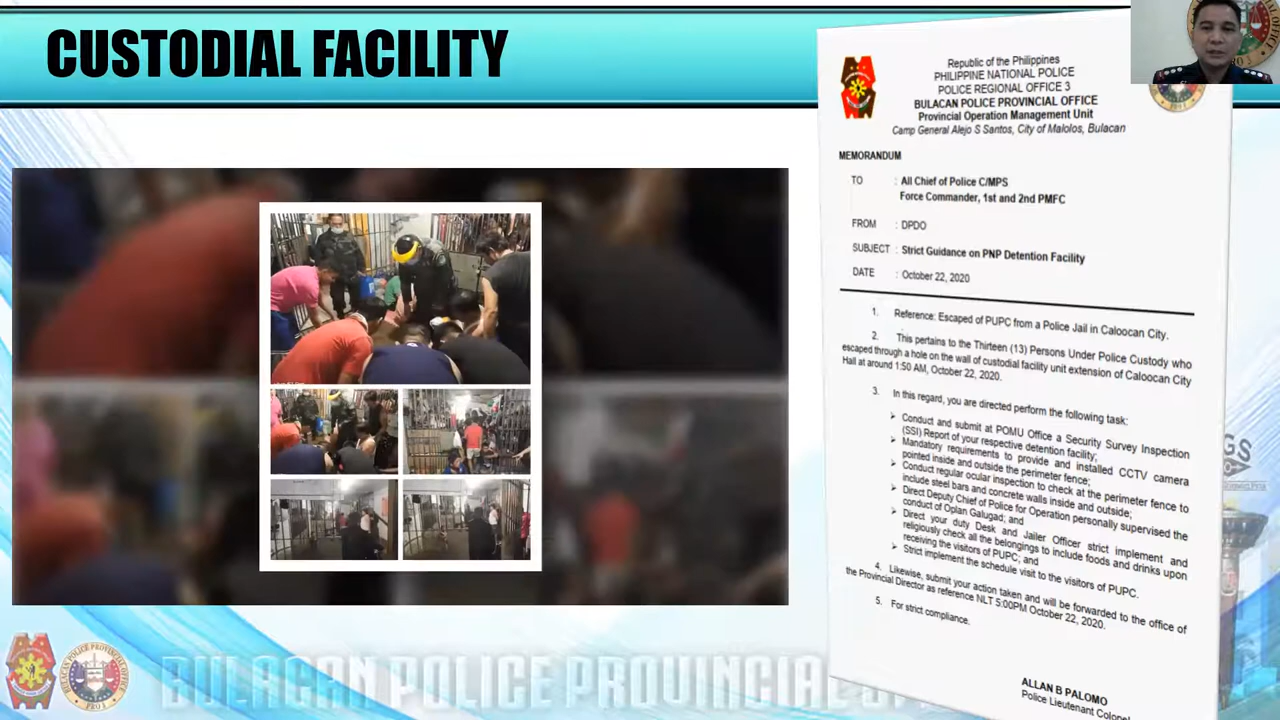 CUSTODIAL FACILITY
Republic of the Philippines
PHILIPPINE NATIONAL POLICE
POLICE REGIONAL OFFICE 3
BULACAN POLICE PROVINCIAL OFFICE
Provincial Operation Management Unit
Camp General Alejo S Santos, City of Malolos, Bulacan
MEMORANDUM
TO : All Chief of Police C/MPS
Force Commander, 1st and 2nd PMFC
FROM : DPDO
SUBJECT : Strict Guidance on PNP Detention Facility
DATE : October 22, 2020
1. Reference: Escaped of PUPC from a Police Jail in Caloocan City.
2. This pertains to the Thirteen (13) Persons Under Police Custody who
escaped through a hole on the wall of custodial facility unit extension of Caloocan City
Hall at around 1:50 AM, October 22, 2020.
3. In this regard, you are directed perform the following task:
➢ Conduct and submit at POMU Office a Security Survey Inspection
(SSI) Report of your respective detention facility;
➢ Mandatory requirements to provide and installed CCTV camera
pointed inside and outside the perimeter fence;
➢ Conduct regular ocular inspection to check at the perimeter fence to
include steel bars and concrete walls inside and outside;
➢ Direct Deputy Chief of Police for Operation personally supervised the
conduct of Oplan Galugad; and
➢ Direct your duty Desk and Jailer Officer strict implement and
religiously check all the belongings to include foods and drinks upon
receiving the visitors of PUPC; and
➢ Strict implement the schedule visit to the visitors of PUPC.
4. Likewise, submit your action taken and will be forwarded to the office of
the Provincial Director as reference NLT 5:00PM October 22, 2020.
5. For strict compliance.
ALLAN B PALOMO
Police Lieutenant Colonel
BULACAN POLICE PROVINCIAL